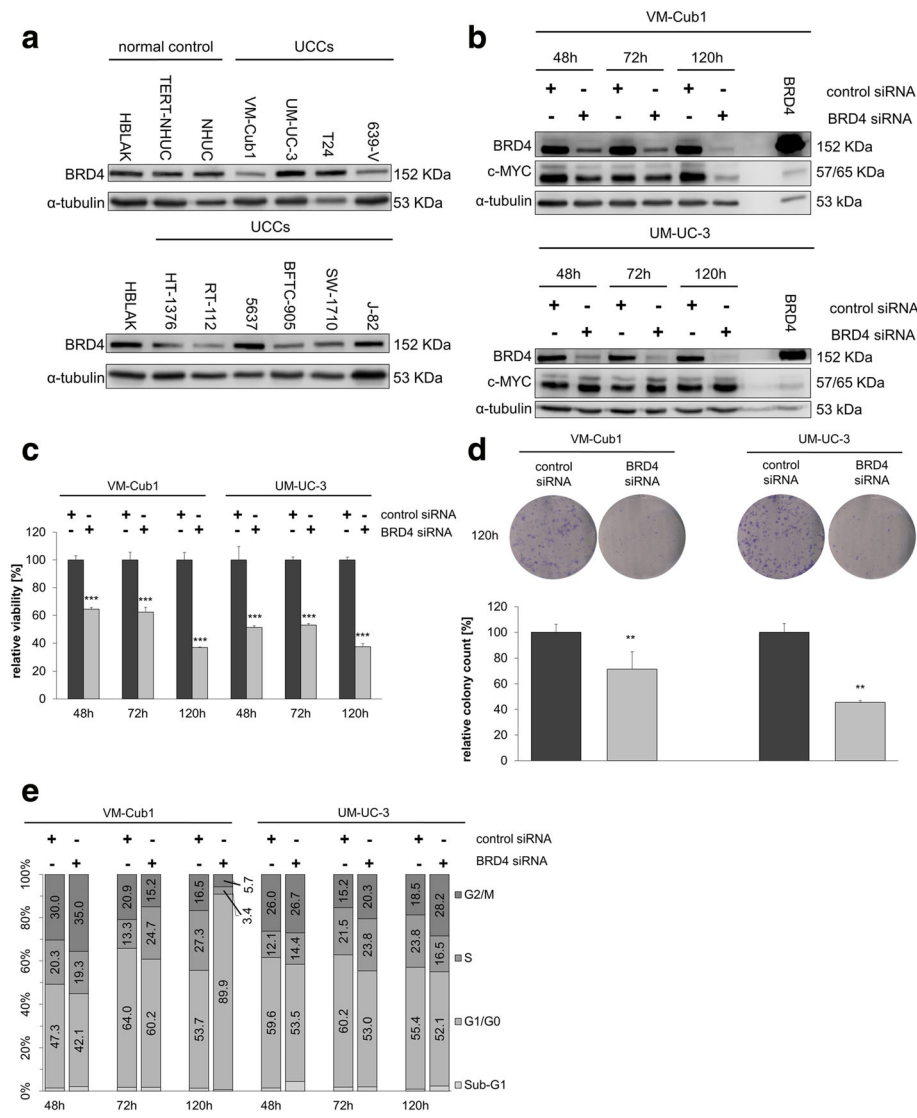 a
normal control
UCCs
HBLAK
TERT-NHUC
NHUC
VM-Cub1
UM-UC-3
T24
639-V
BRD4
152 KDa
α-tubulin
53 KDa
UCCs
HBLAK
HT-1376
RT-112
5637
BFTC-905
SW-1710
J-82
BRD4
152 KDa
α-tubulin
53 KDa
b
VM-Cub1
48h 72h 120h
BRD4
+ - + - + - control siRNA
- + - + - + BRD4 siRNA
BRD4
152 KDa
c-MYC
57/65 KDa
α-tubulin
53 kDa
UM-UC-3
48h 72h 120h
BRD4
+ - + - + - control siRNA
- + - + - + BRD4 siRNA
BRD4
152 KDa
c-MYC
57/65 KDa
α-tubulin
53 kDa
c
VM-Cub1 UM-UC-3
+ - + - + - + - + - + - control siRNA
- + - + - + - + - + - + BRD4 siRNA
relative viability [%]
120
100
80
60
40
20
0
*** *** *** *** *** ***
48h 72h 120h 48h 72h 120h
d
VM-Cub1 UM-UC-3
control siRNA
BRD4 siRNA
control siRNA
BRD4 siRNA
120h
relative colony count [%]
120
100
80
60
40
20
0
** **
e
VM-Cub1 UM-UC-3
+ - + - + - + - + - + - control siRNA
- + - + - + - + - + - + BRD4 siRNA
100%
80%
60%
40%
20%
0%
30.0 35.0 20.9 15.2 16.5 5.7 26.0 26.7 15.2 20.3 18.5 28.2 G2/M
20.3 19.3 13.3 24.7 27.3 3.4 12.1 14.4 21.5 23.8 23.8 16.5 S
47.3 42.1 64.0 60.2 53.7 89.9 59.6 53.5 60.2 53.0 55.4 52.1 G1/G0
Sub-G1
48h 72h 120h 48h 72h 120h